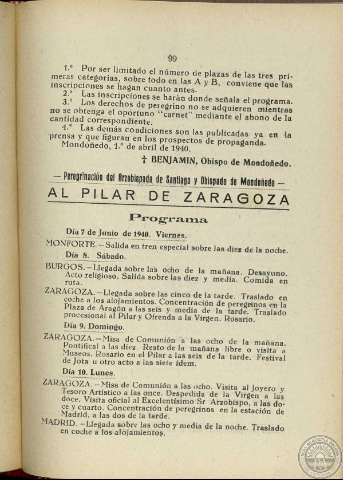 99
1.ª Por ser limitado el número de plazas de las tres pri-
meras categorías, sobre todo en las A y B, conviene que las
inscripciones se hagan cuanto antes.
2.ª Las inscripciones se harán donde señala el programa.
3.ª Los derechos de peregrino no se adquieren mientras
no se obtenga el oportuno "carnet" mediante el abono de la
cantidad correspondiente.
4.ª Las demás condiciones son las publicadas ya en la
prensa y que figuran en los prospectos de propaganda.
Mondoñedo, 1.º de abril de 1940.
† BENJAMIN, Obispo de Mondoñedo.
— Peregrinación del Arzobispado de Santiago y Obispado de Mondoñedo —
AL PILAR DE ZARAGOZA
Programa
Día 7 de Junio de 1940. Viernes.
MONFORTE.—Salida en tren especial sobre las diez de la noche.
Día 8. Sábado.
BURGOS.—Llegada sobre las ocho de la mañana. Desayuno.
Acto religioso. Salida sobre las diez y media. Comida en
ruta.
ZARAGOZA.—Llegada sobre las cinco de la tarde. Traslado en
coche a los alojamientos. Concentración de peregrinos en la
Plaza de Aragón a las seis y media de la tarde. Traslado
procesional al Pilar y Ofrenda a la Virgen. Rosario.
Día 9. Domingo.
ZARAGOZA.—Misa de Comunión a las ocho de la mañana.
Pontifical a las diez. Resto de la mañana libre o visita a
Museos. Rosario en el Pilar a las seis de la tarde. Festival
de Jota u otro acto a las siete ídem.
Día 10. Lunes.
ZARAGOZA.—Misa de Comunión a las ocho. Visita al Joyero y
Tesoro Artístico a las once. Despedida de la Virgen a las
doce. Visita oficial al Excelentísimo Sr Arzobispo, a las do-
ce y cuarto. Concentración de peregrinos en la estación de
Madrid, a las dos de la tarde.
MADRID.—Llegada sobre las ocho y media de la noche. Traslado
en coche a los alojamientos.